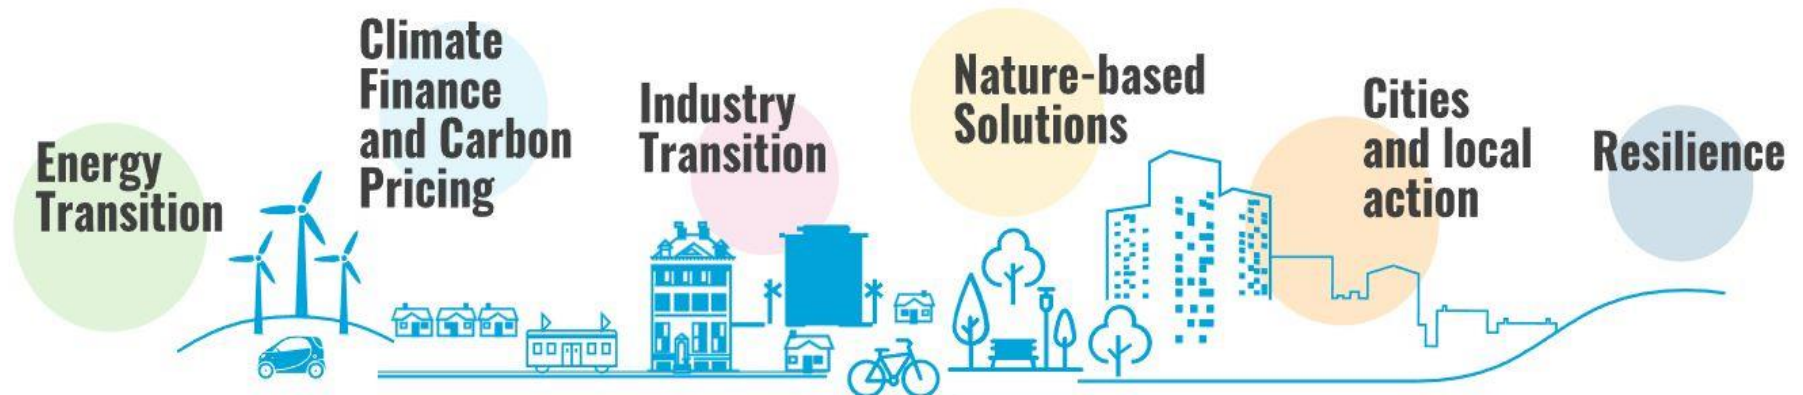 Energy
Transition
Climate
Finance
and Carbon
Pricing
Industry
Transition
Nature-based
Solutions
Cities
and local
action
Resilience